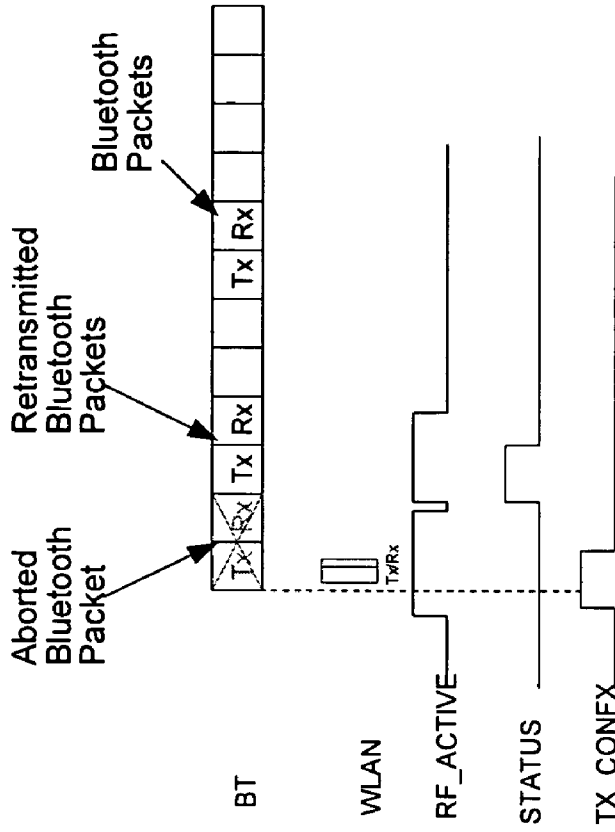 Aborted
Bluetooth
Packet
Retransmitted
Bluetooth
Packets
Bluetooth
Packets
BT
Tx Rx Tx Rx Tx Rx
WLAN
Tx/Rx
RF_ACTIVE
STATUS
TX_CONFX